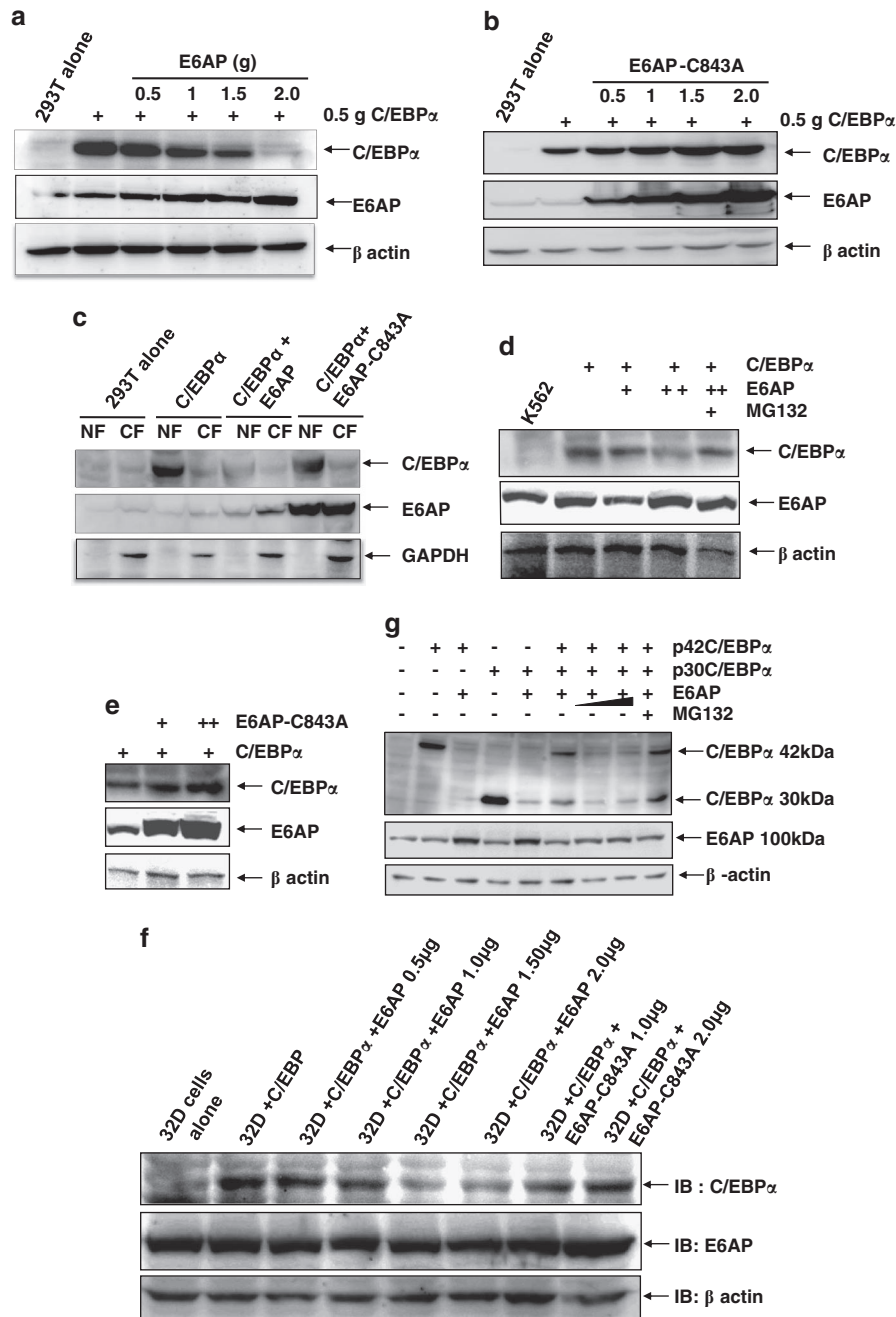 a
293T alone
E6AP (g)
0.5 1 1.5 2.0
+ + + + + 0.5 g C/EBPα
C/EBPα
E6AP
β actin
b
293T alone
E6AP-C843A
0.5 1 1.5 2.0
+ + + + + 0.5 g C/EBPα
C/EBPα
E6AP
β actin
c
293T alone
C/EBPα
C/EBPα +
E6AP
C/EBPα+
E6AP-C843A
NF CF NF CF NF CF NF CF
C/EBPα
E6AP
GAPDH
d
K562
+ + + + C/EBPα
+ ++ ++ E6AP
+ MG132
C/EBPα
E6AP
β actin
e
+ ++ E6AP-C843A
+ + + C/EBPα
C/EBPα
E6AP
β actin
g
- + + - - + + + + p42C/EBPα
- - - + + + + + + p30C/EBPα
- - + - + + + + + E6AP
- - - - - - - - + MG132
C/EBPα 42kDa
C/EBPα 30kDa
E6AP 100kDa
β -actin
f
32D cells
alone
32D +C/EBP
32D +C/EBPα +E6AP 0.5µg
32D +C/EBPα +E6AP 1.0µg
32D +C/EBPα +E6AP 1.50µg
32D +C/EBPα +E6AP 2.0µg
32D +C/EBPα +
E6AP-C843A 1.0µg
32D +C/EBPα +
E6AP-C843A 2.0µg
IB : C/EBPα
IB: E6AP
IB: β actin